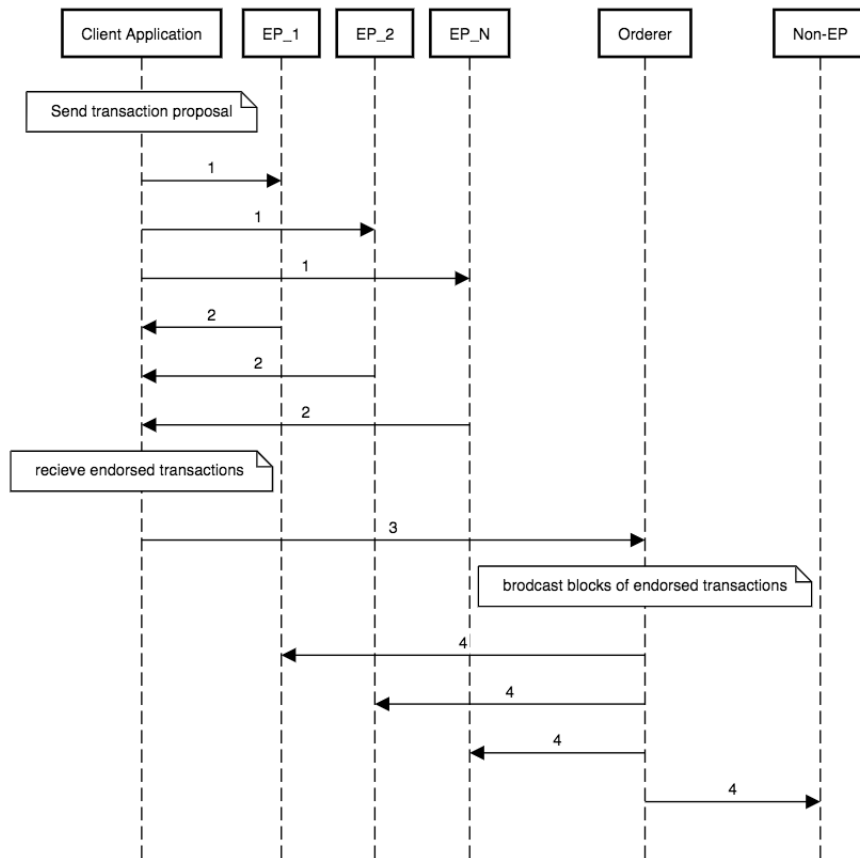 Client Application
EP_1
EP_2
EP_N
Orderer
Non-EP
Send transaction proposal
1
1
1
2
2
2
recieve endorsed transactions
3
brodcast blocks of endorsed transactions
4
4
4
4